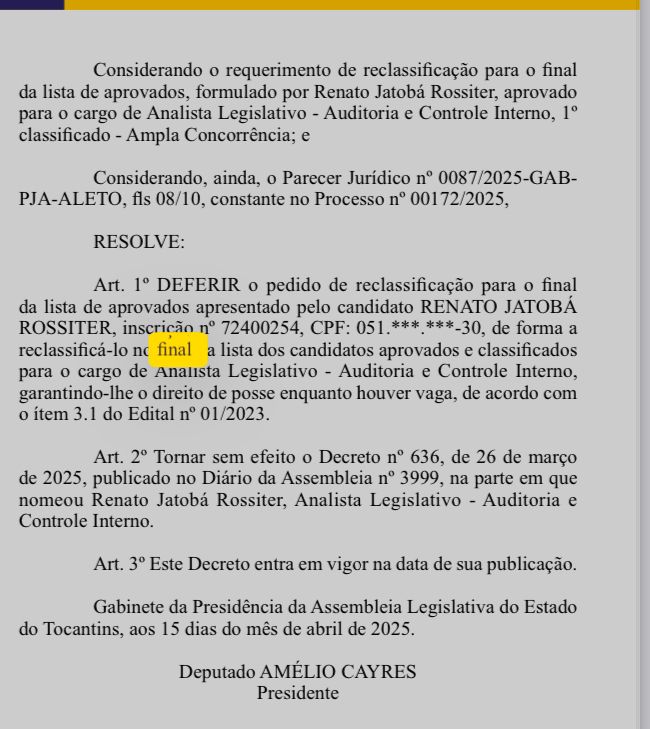 Considerando o requerimento de reclassificação para o final
da lista de aprovados, formulado por Renato Jatobá Rossiter, aprovado
para o cargo de Analista Legislativo - Auditoria e Controle Interno, 1º
classificado - Ampla Concorrência; e
Considerando, ainda, o Parecer Jurídico nº 0087/2025-GAB-
PJA-ALETO, fls 08/10, constante no Processo nº 00172/2025,
RESOLVE:
Art. 1º DEFERIR o pedido de reclassificação para o final
da lista de aprovados apresentado pelo candidato RENATO JATOBÁ
ROSSITER, inscrição nº 72400254, CPF: 051.***.***-30, de forma a
reclassificá-lo no final a lista dos candidatos aprovados e classificados
para o cargo de Analista Legislativo - Auditoria e Controle Interno,
garantindo-lhe o direito de posse enquanto houver vaga, de acordo com
o ítem 3.1 do Edital nº 01/2023.
Art. 2º Tornar sem efeito o Decreto nº 636, de 26 de março
de 2025, publicado no Diário da Assembleia nº 3999, na parte em que
nomeou Renato Jatobá Rossiter, Analista Legislativo - Auditoria e
Controle Interno.
Art. 3º Este Decreto entra em vigor na data de sua publicação.
Gabinete da Presidência da Assembleia Legislativa do Estado
do Tocantins, aos 15 dias do mês de abril de 2025.
Deputado AMÉLIO CAYRES
Presidente